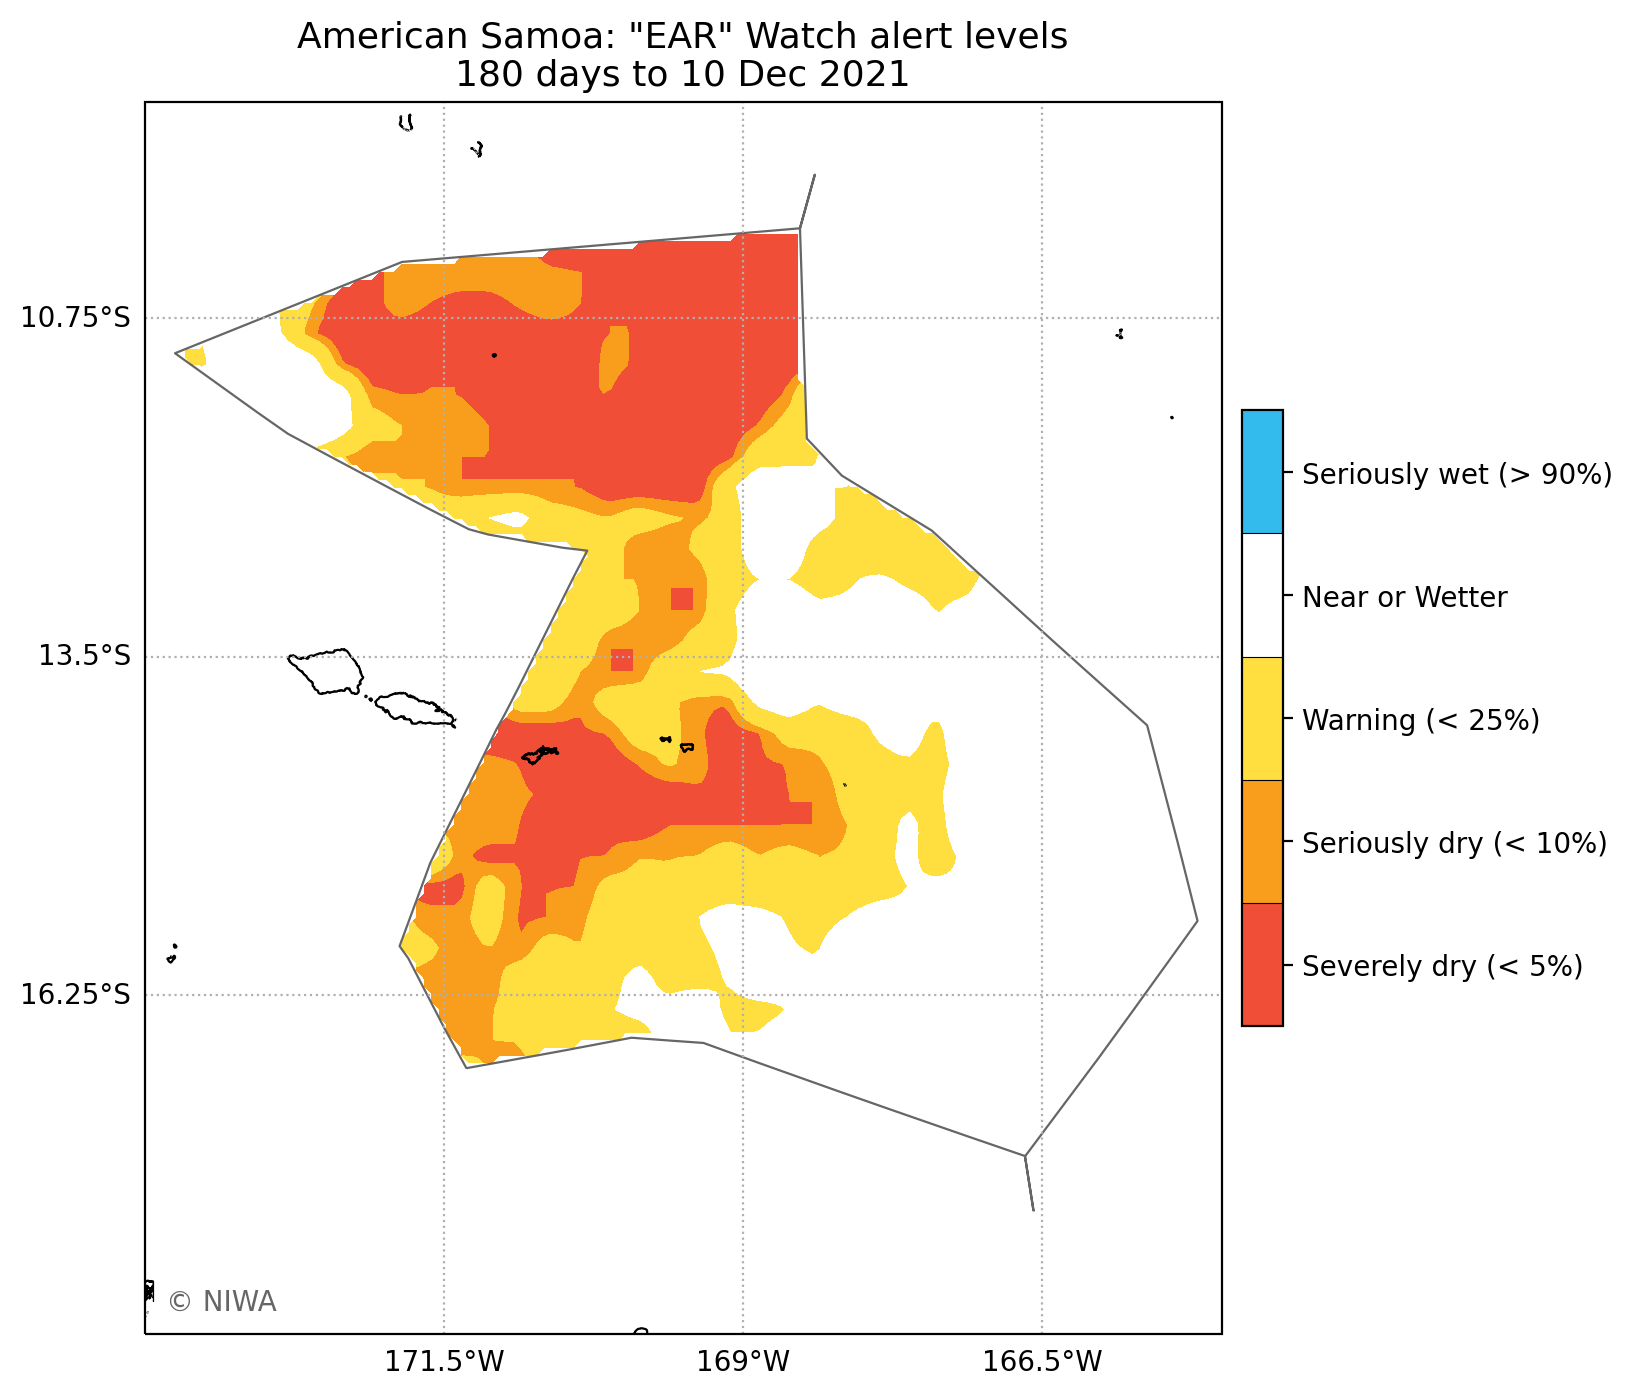 American Samoa: "EAR" Watch alert levels
180 days to 10 Dec 2021
10.75°S
13.5°S
16.25°S
171.5°W
169°W
166.5°W
Seriously wet (> 90%)
Near or Wetter
Warning (< 25%)
Seriously dry (< 10%)
Severely dry (< 5%)
© NIWA